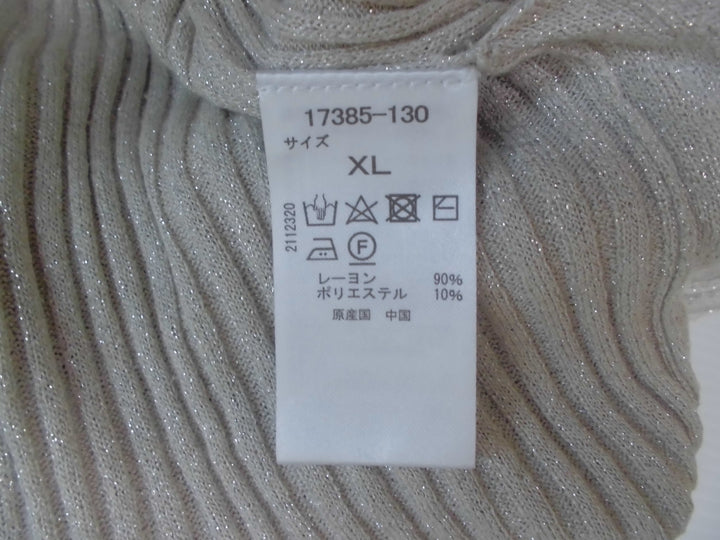 17385-130
サイズ
XL
2112320
F
レーヨン 90%
ポリエステル 10%
原産国 中国